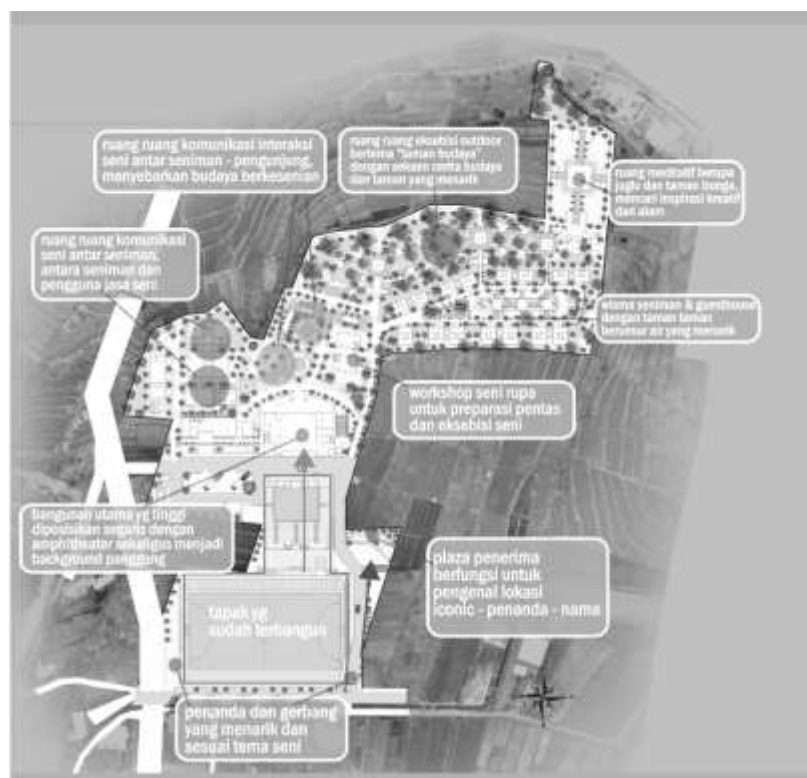 ruang ruang komunikasi interaksi
seni antar seniman - pengunjung,
menyebarkan budaya berkesenian
ruang ruang eksebisi outdoor
bertema "taman budaya"
dengan sekuen cerita budaya
dan taman yang menarik
ruang meditatif berupa
joglo dan taman bunga,
mencari inspirasi kreatif
dari alam
ruang ruang komunikasi
seni antar seniman,
antara seniman dan
pengguna jasa seni
wisma seniman & guesthouse
dengan taman taman
berunsur air yang menarik
workshop seni rupa
untuk preparasi pentas
dan eksebisi seni
bangunan utama yg tinggi
diposisikan segaris dengan
amphitheater sekaligus menjadi
background panggung
plaza penerima
berfungsi untuk
pengenal lokasi
iconic - penanda - nama
tapak yg
sudah terbangun
penanda dan gerbang
yang menarik dan
sesuai tema seni